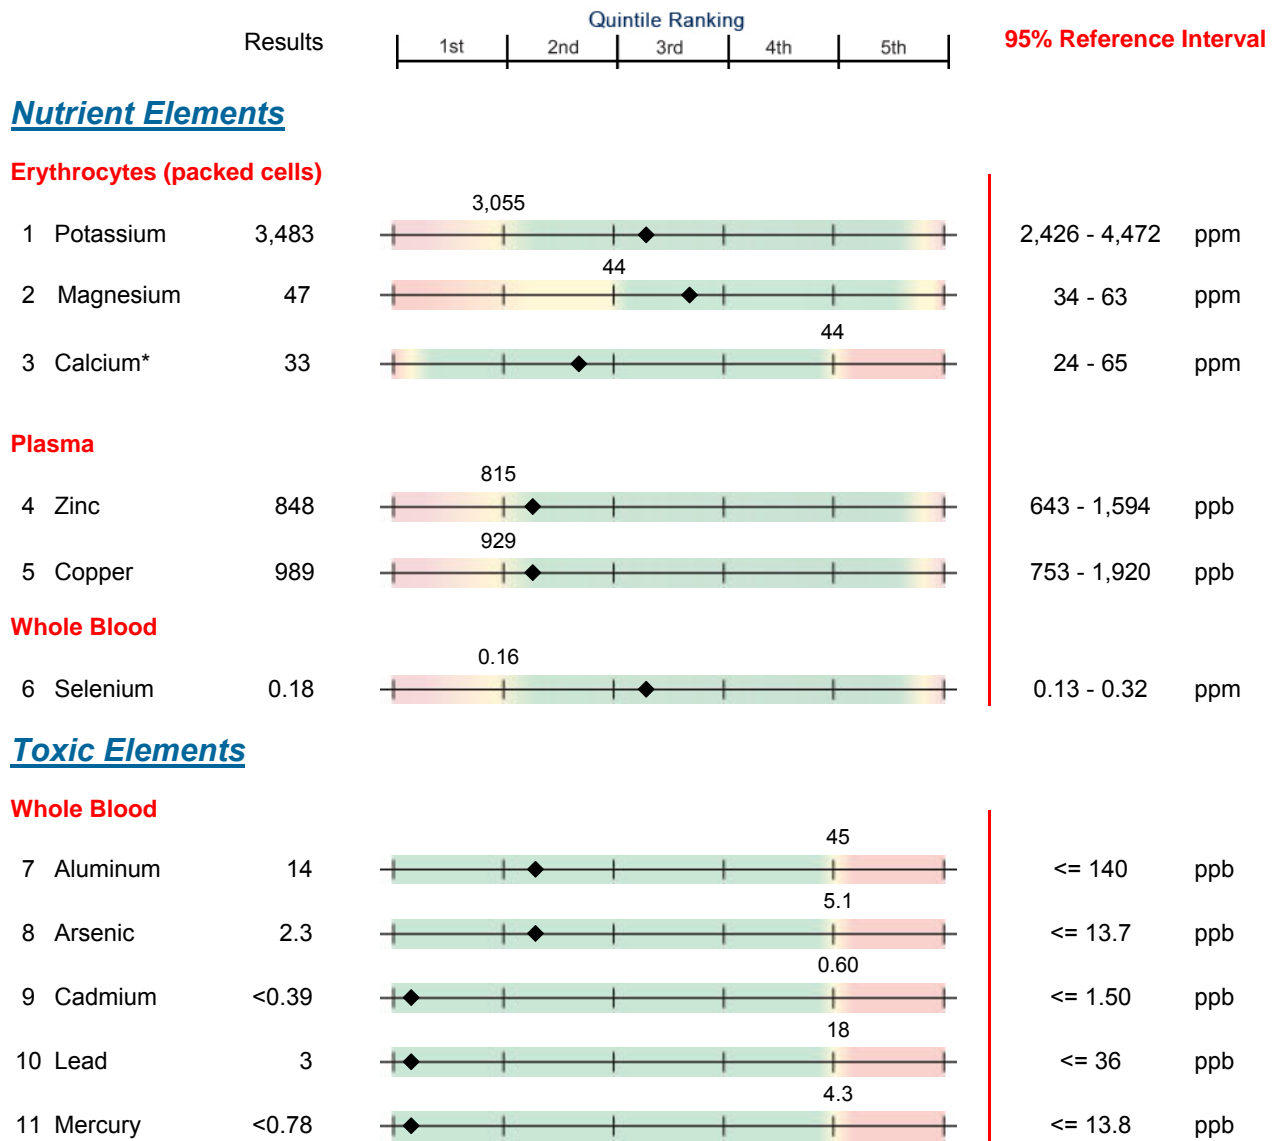 Quintile Ranking
Results 1st 2nd 3rd 4th 5th 95% Reference Interval
Nutrient Elements
Erythrocytes (packed cells)
3,055
1 Potassium 3,483 2,426 - 4,472 ppm
44
2 Magnesium 47 34 - 63 ppm
44
3 Calcium* 33 24 - 65 ppm
Plasma
815
4 Zinc 848 643 - 1,594 ppb
929
5 Copper 989 753 - 1,920 ppb
Whole Blood
0.16
6 Selenium 0.18 0.13 - 0.32 ppm
Toxic Elements
Whole Blood
45
7 Aluminum 14 <= 140 ppb
5.1
8 Arsenic 2.3 <= 13.7 ppb
0.60
9 Cadmium <0.39 <= 1.50 ppb
18
10 Lead 3 <= 36 ppb
4.3
11 Mercury <0.78 <= 13.8 ppb